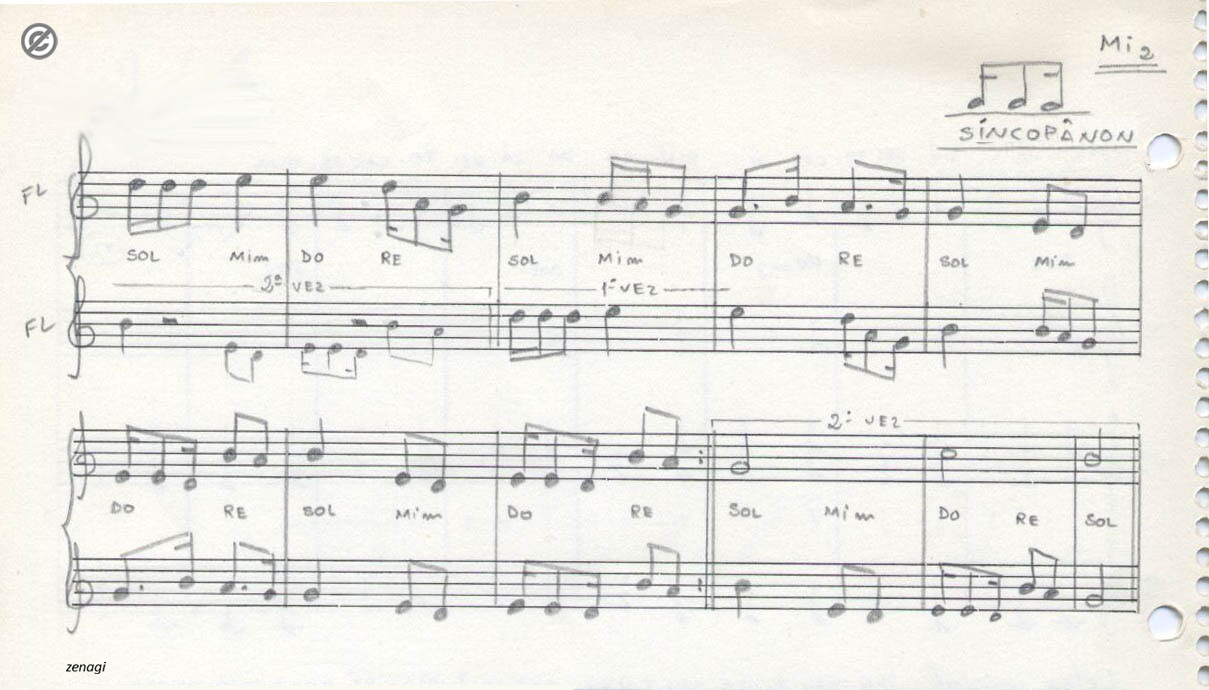 Mi2
SÍNCOPÂNON
FL
SOL Mim DO RE SOL Mim DO RE SOL Mim
2ª VEZ 1ª VEZ
FL
2ª VEZ
DO RE SOL Mim DO RE SOL Mim DO RE SOL
zenagi